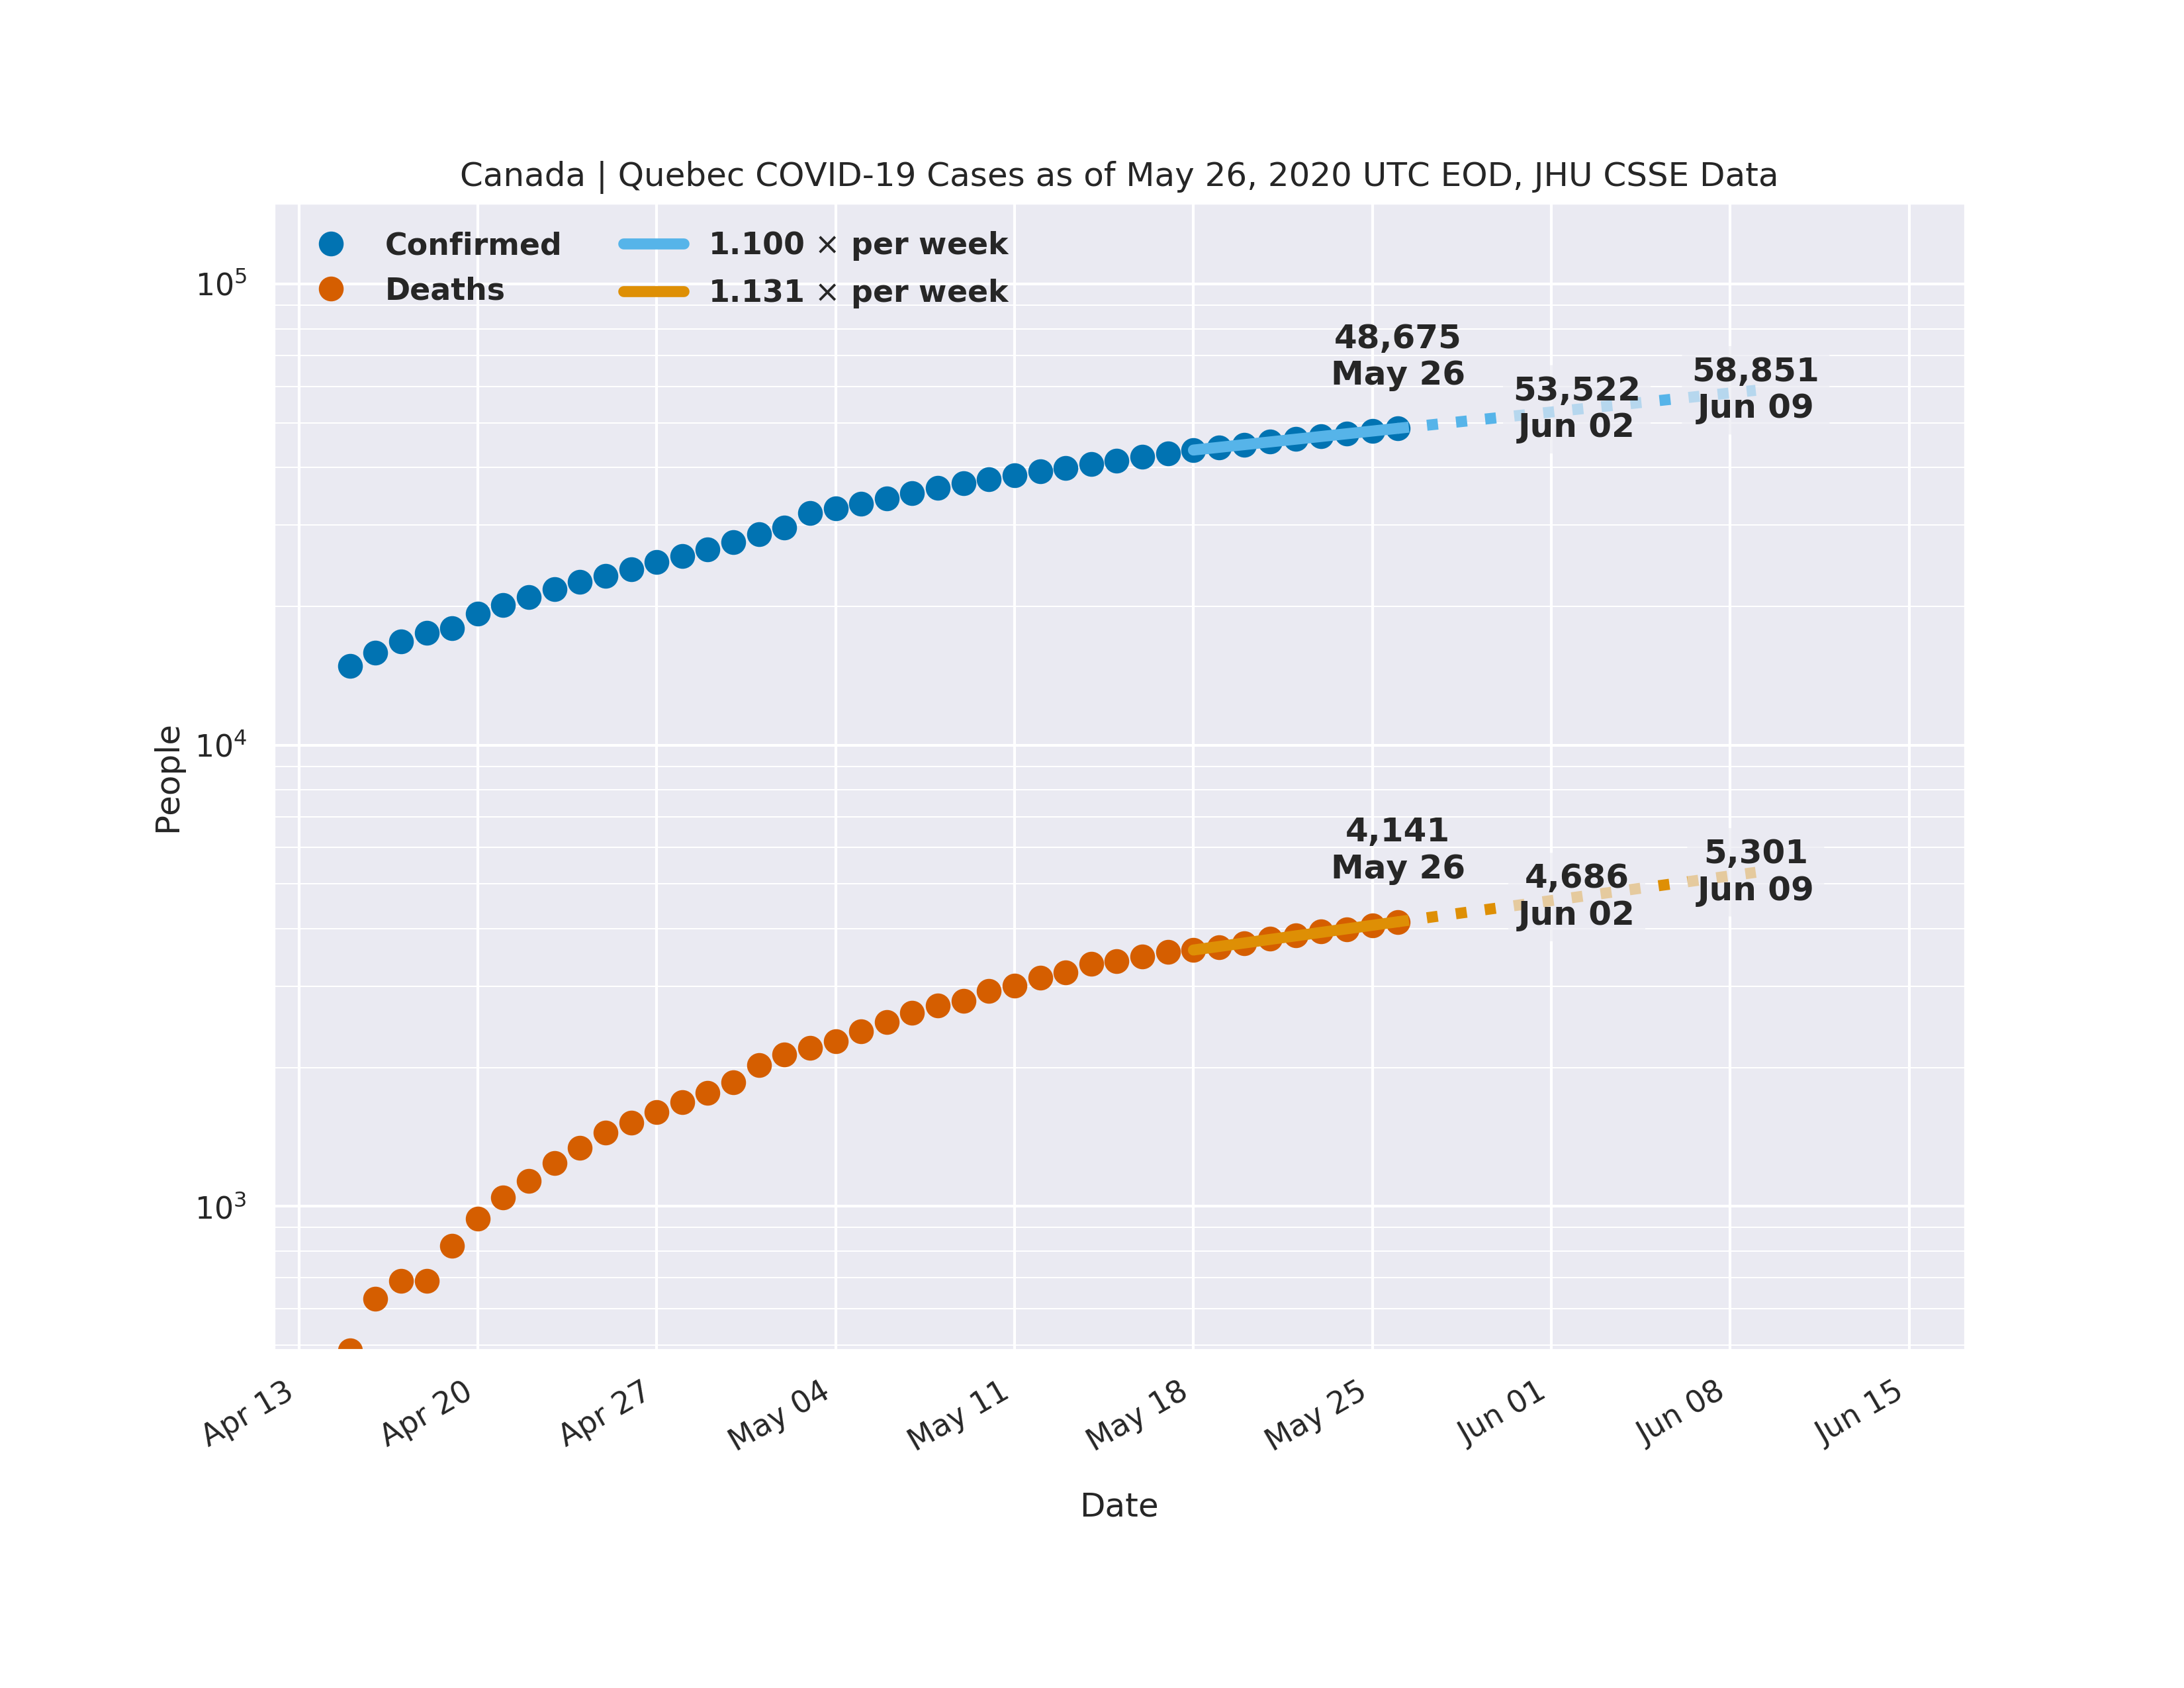 Canada | Quebec COVID-19 Cases as of May 26, 2020 UTC EOD, JHU CSSE Data
Confirmed
Deaths
1.100 × per week
1.131 × per week
48,675
May 26
53,522
Jun 02
58,851
Jun 09
4,141
May 26
4,686
Jun 02
5,301
Jun 09
People
10⁵
10⁴
10³
Apr 13
Apr 20
Apr 27
May 04
May 11
May 18
May 25
Jun 01
Jun 08
Jun 15
Date